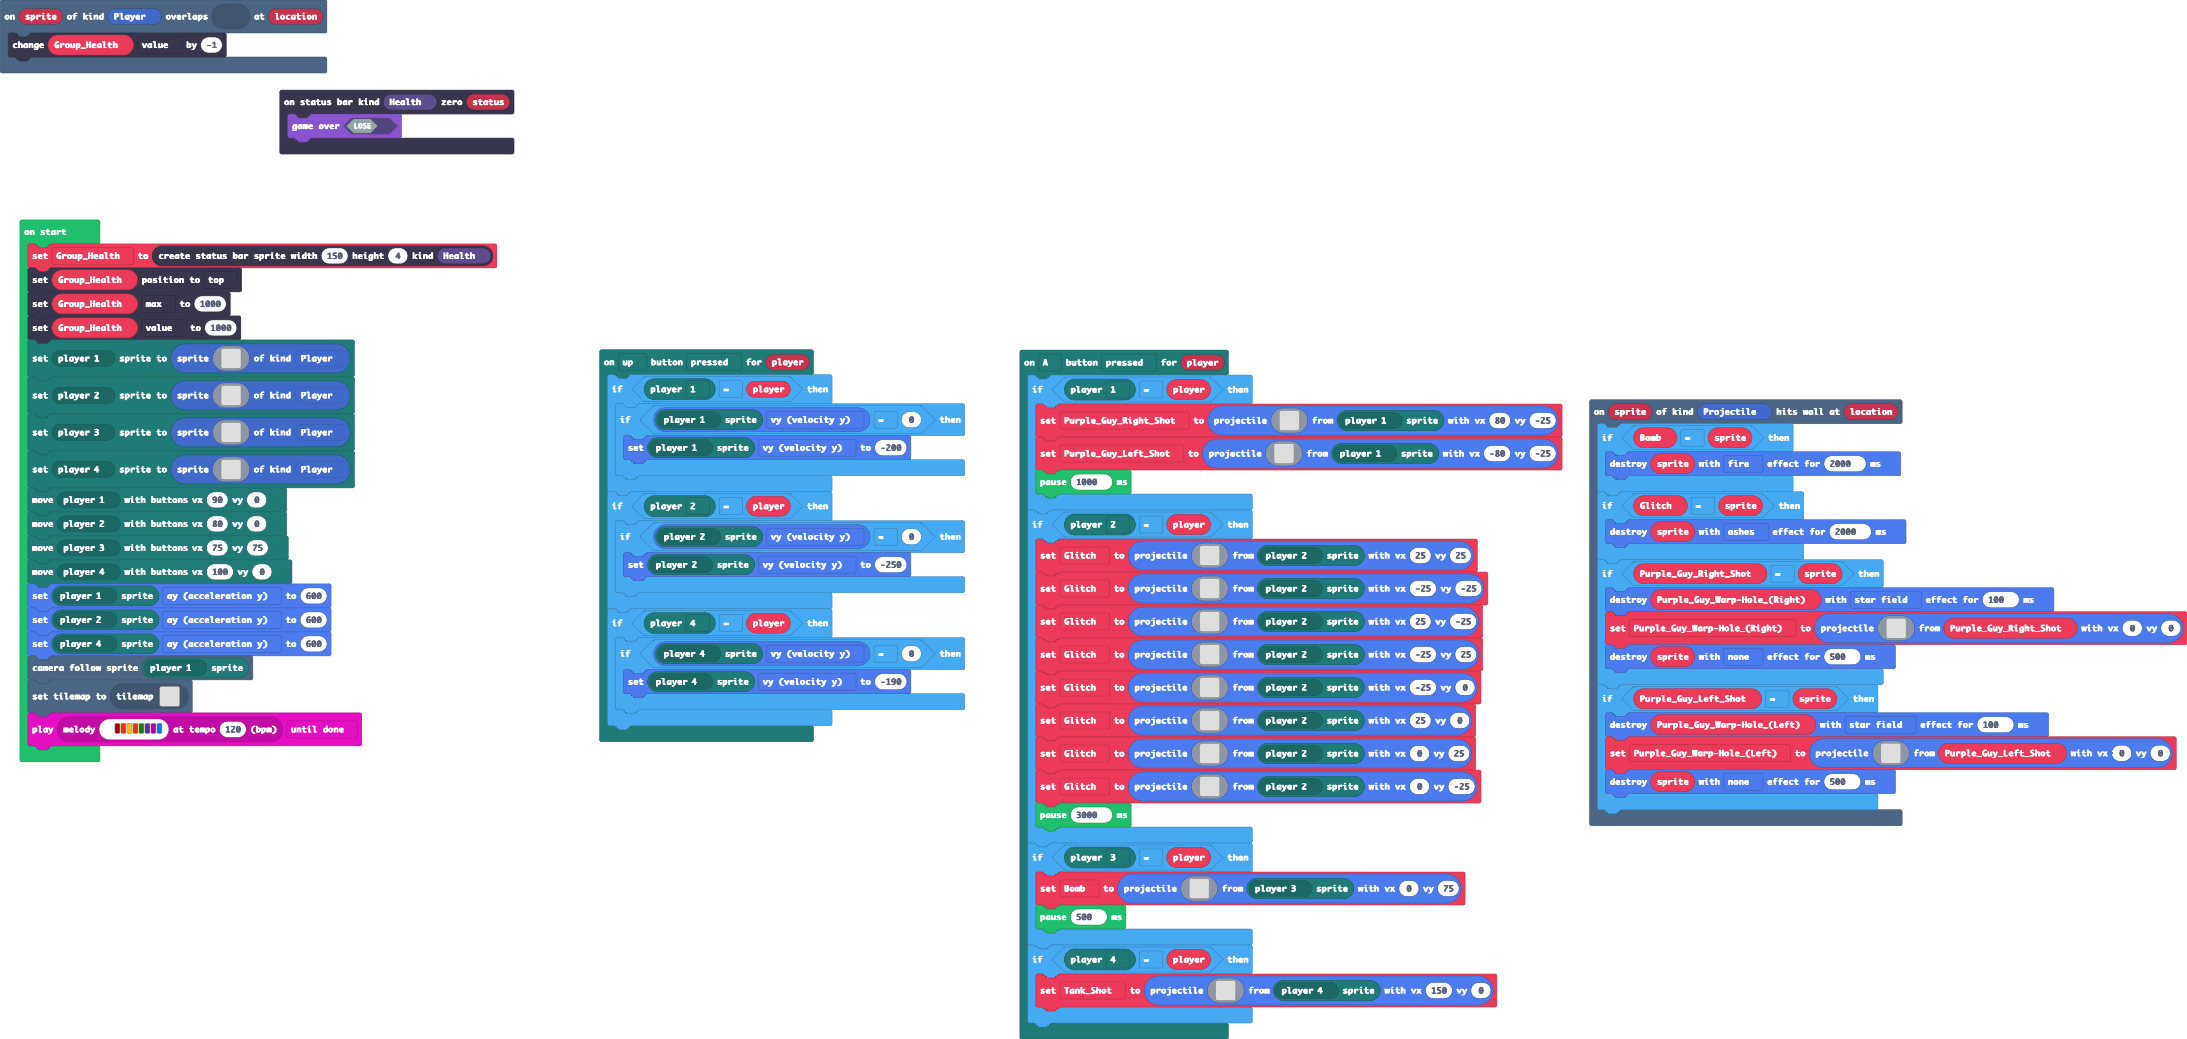 on sprite of kind Player overlaps at location
change Group_Health value by -1
on status bar kind Health zero status
game over LOSE
on start
set Group_Health to create status bar sprite width 150 height 4 kind Health
set Group_Health position to top
set Group_Health max to 1000
set Group_Health value to 1000
set player 1 sprite to sprite of kind Player
set player 2 sprite to sprite of kind Player
set player 3 sprite to sprite of kind Player
set player 4 sprite to sprite of kind Player
move player 1 with buttons vx 90 vy 0
move player 2 with buttons vx 80 vy 0
move player 3 with buttons vx 75 vy 75
move player 4 with buttons vx 100 vy 0
set player 1 sprite ay (acceleration y) to 600
set player 2 sprite ay (acceleration y) to 600
set player 4 sprite ay (acceleration y) to 600
camera follow sprite player 1 sprite
set tilemap to tilemap
play melody at tempo 120 (bpm) until done
on up button pressed for player
if player 1 = player then
if player 1 sprite vy (velocity y) = 0 then
set player 1 sprite vy (velocity y) to -200
if player 2 = player then
if player 2 sprite vy (velocity y) = 0 then
set player 2 sprite vy (velocity y) to -250
if player 4 = player then
if player 4 sprite vy (velocity y) = 0 then
set player 4 sprite vy (velocity y) to -190
on A button pressed for player
if player 1 = player then
set Purple_Guy_Right_Shot to projectile from player 1 sprite with vx 80 vy -25
set Purple_Guy_Left_Shot to projectile from player 1 sprite with vx -80 vy -25
pause 1000 ms
if player 2 = player then
set Glitch to projectile from player 2 sprite with vx 25 vy 25
set Glitch to projectile from player 2 sprite with vx -25 vy -25
set Glitch to projectile from player 2 sprite with vx 25 vy -25
set Glitch to projectile from player 2 sprite with vx -25 vy 25
set Glitch to projectile from player 2 sprite with vx -25 vy 0
set Glitch to projectile from player 2 sprite with vx 25 vy 0
set Glitch to projectile from player 2 sprite with vx 0 vy 25
set Glitch to projectile from player 2 sprite with vx 0 vy -25
pause 3000 ms
if player 3 = player then
set Bomb to projectile from player 3 sprite with vx 0 vy 75
pause 500 ms
if player 4 = player then
set Tank_Shot to projectile from player 4 sprite with vx 150 vy 0
on sprite of kind Projectile hits wall at location
if Bomb = sprite then
destroy sprite with fire effect for 2000 ms
if Glitch = sprite then
destroy sprite with ashes effect for 2000 ms
if Purple_Guy_Right_Shot = sprite then
destroy Purple_Guy_Warp-Hole_(Right) with star field effect for 100 ms
set Purple_Guy_Warp-Hole_(Right) to projectile from Purple_Guy_Right_Shot with vx 0 vy 0
destroy sprite with none effect for 500 ms
if Purple_Guy_Left_Shot = sprite then
destroy Purple_Guy_Warp-Hole_(Left) with star field effect for 100 ms
set Purple_Guy_Warp-Hole_(Left) to projectile from Purple_Guy_Left_Shot with vx 0 vy 0
destroy sprite with none effect for 500 ms